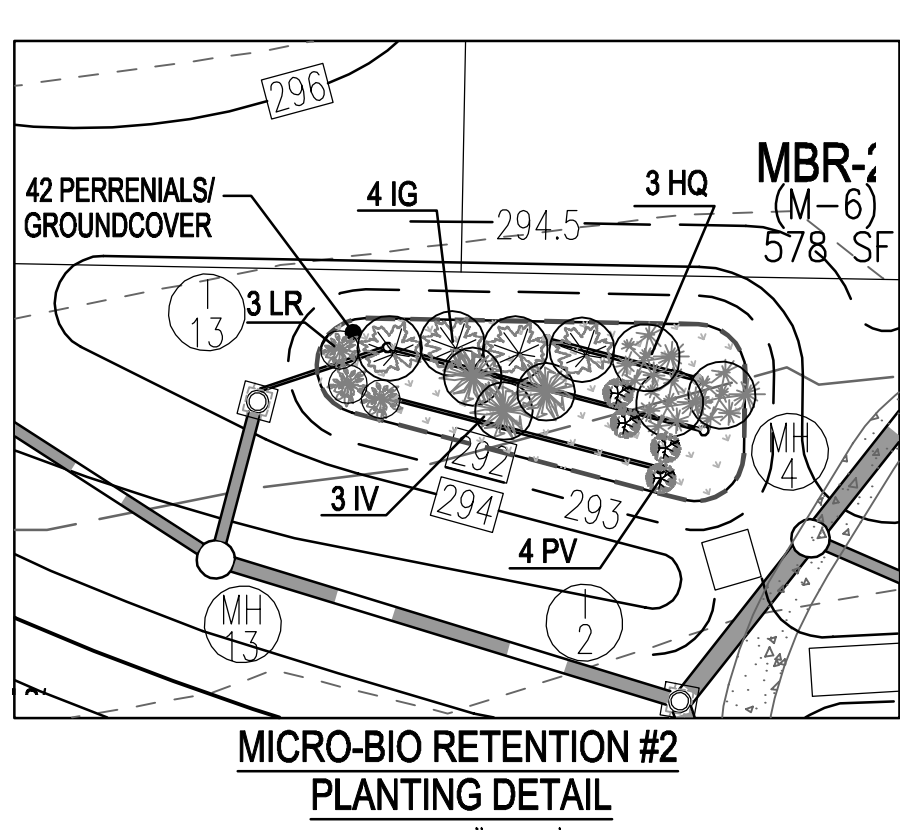 296
MBR-2
(M-6)
578 SF
42 PERRENIALS/
GROUNDCOVER
4 IG
3 HQ
294.5
I
13
3 LR
292
294
293
3 IV
4 PV
MH
4
MH
13
I
2
MICRO-BIO RETENTION #2
PLANTING DETAIL